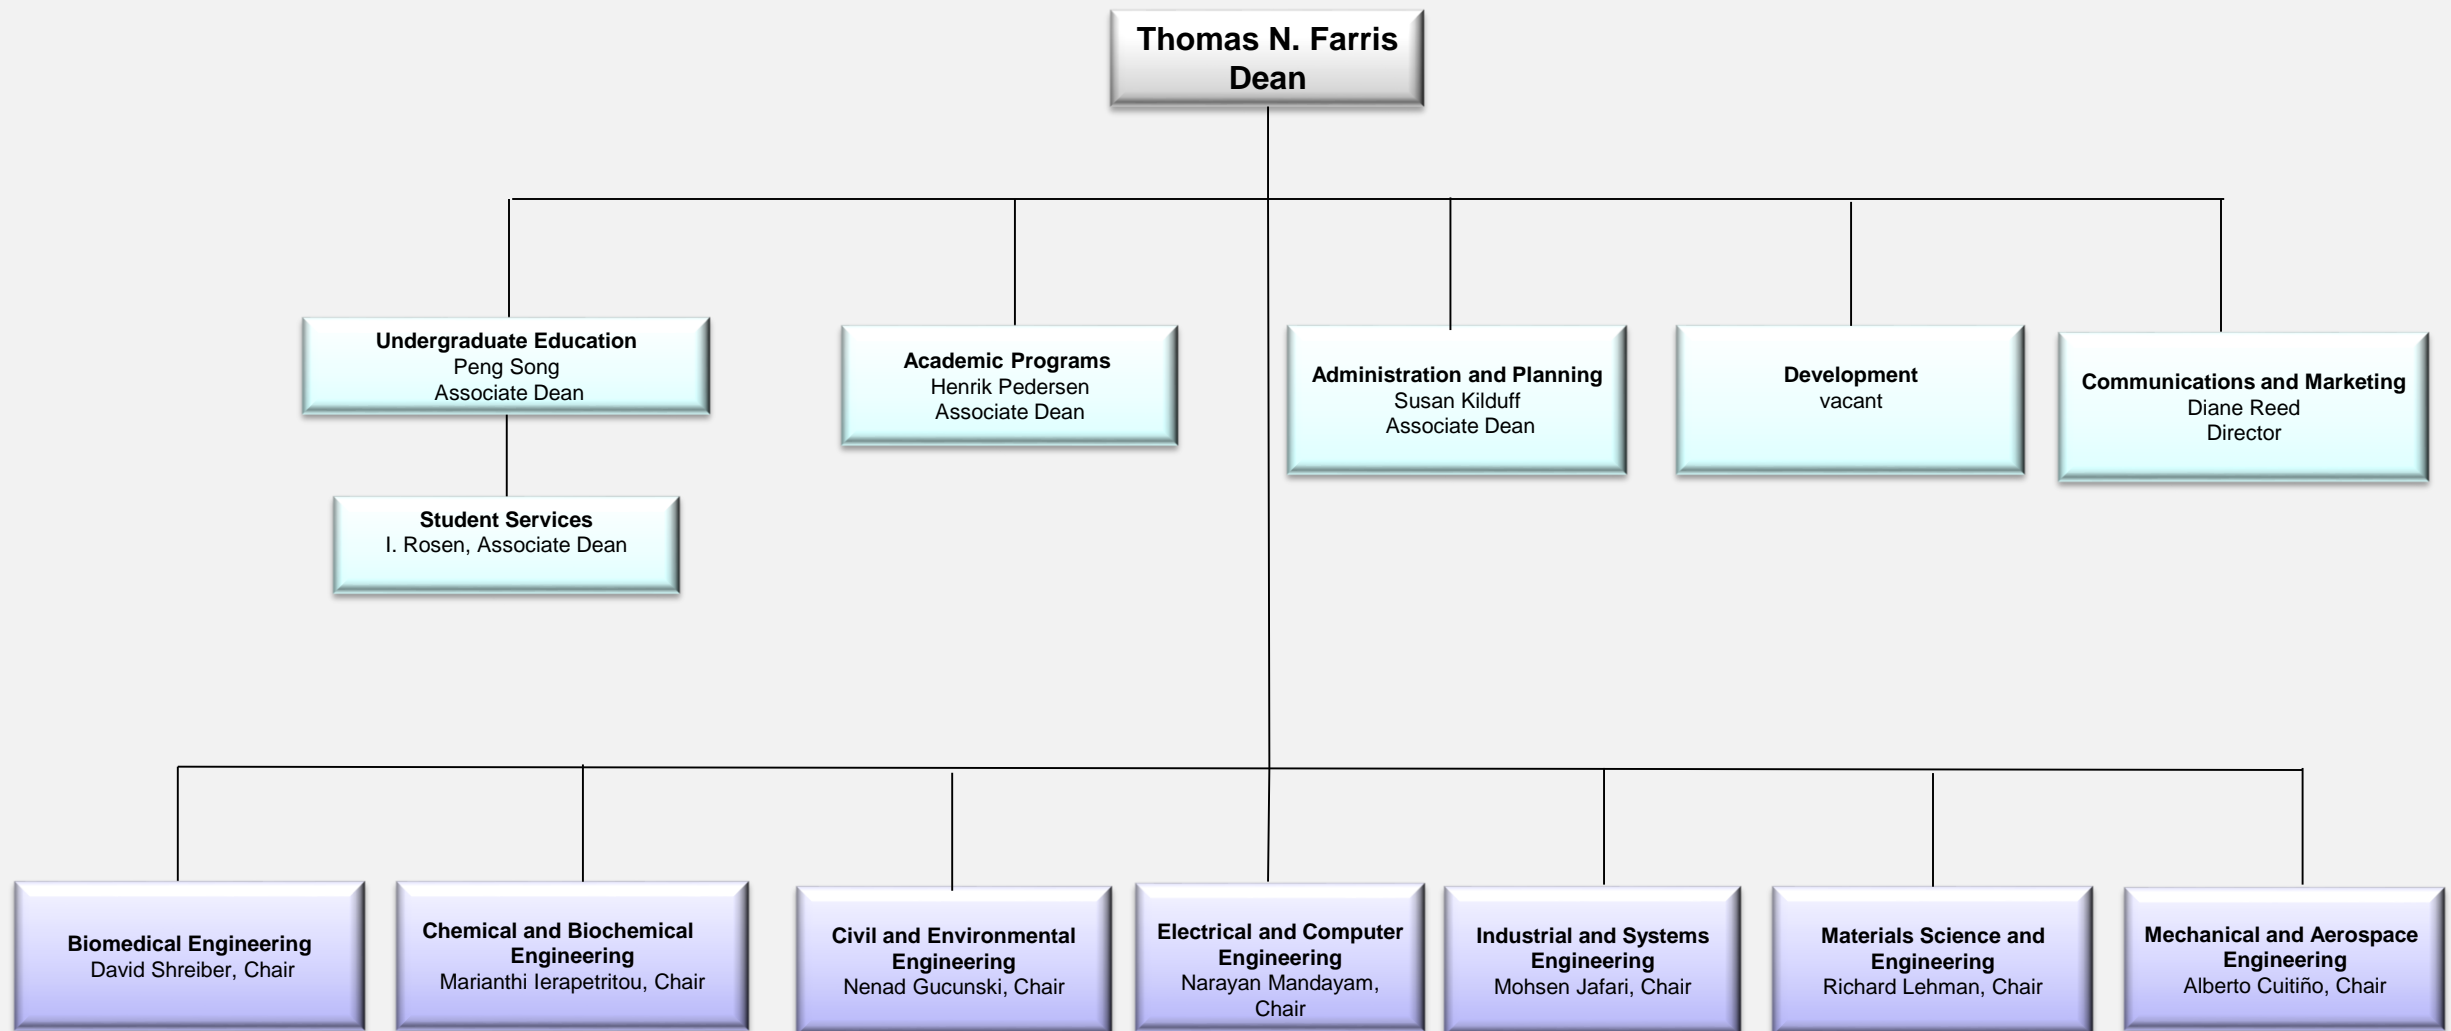 Thomas N. Farris
Dean
Undergraduate Education
Peng Song
Associate Dean
Academic Programs
Henrik Pedersen
Associate Dean
Administration and Planning
Susan Kilduff
Associate Dean
Development
vacant
Communications and Marketing
Diane Reed
Director
Student Services
I. Rosen, Associate Dean
Biomedical Engineering
David Shreiber, Chair
Chemical and Biochemical
Engineering
Marianthi Ierapetritou, Chair
Civil and Environmental
Engineering
Nenad Gucunski, Chair
Electrical and Computer
Engineering
Narayan Mandayam,
Chair
Industrial and Systems
Engineering
Mohsen Jafari, Chair
Materials Science and
Engineering
Richard Lehman, Chair
Mechanical and Aerospace
Engineering
Alberto Cuitiño, Chair